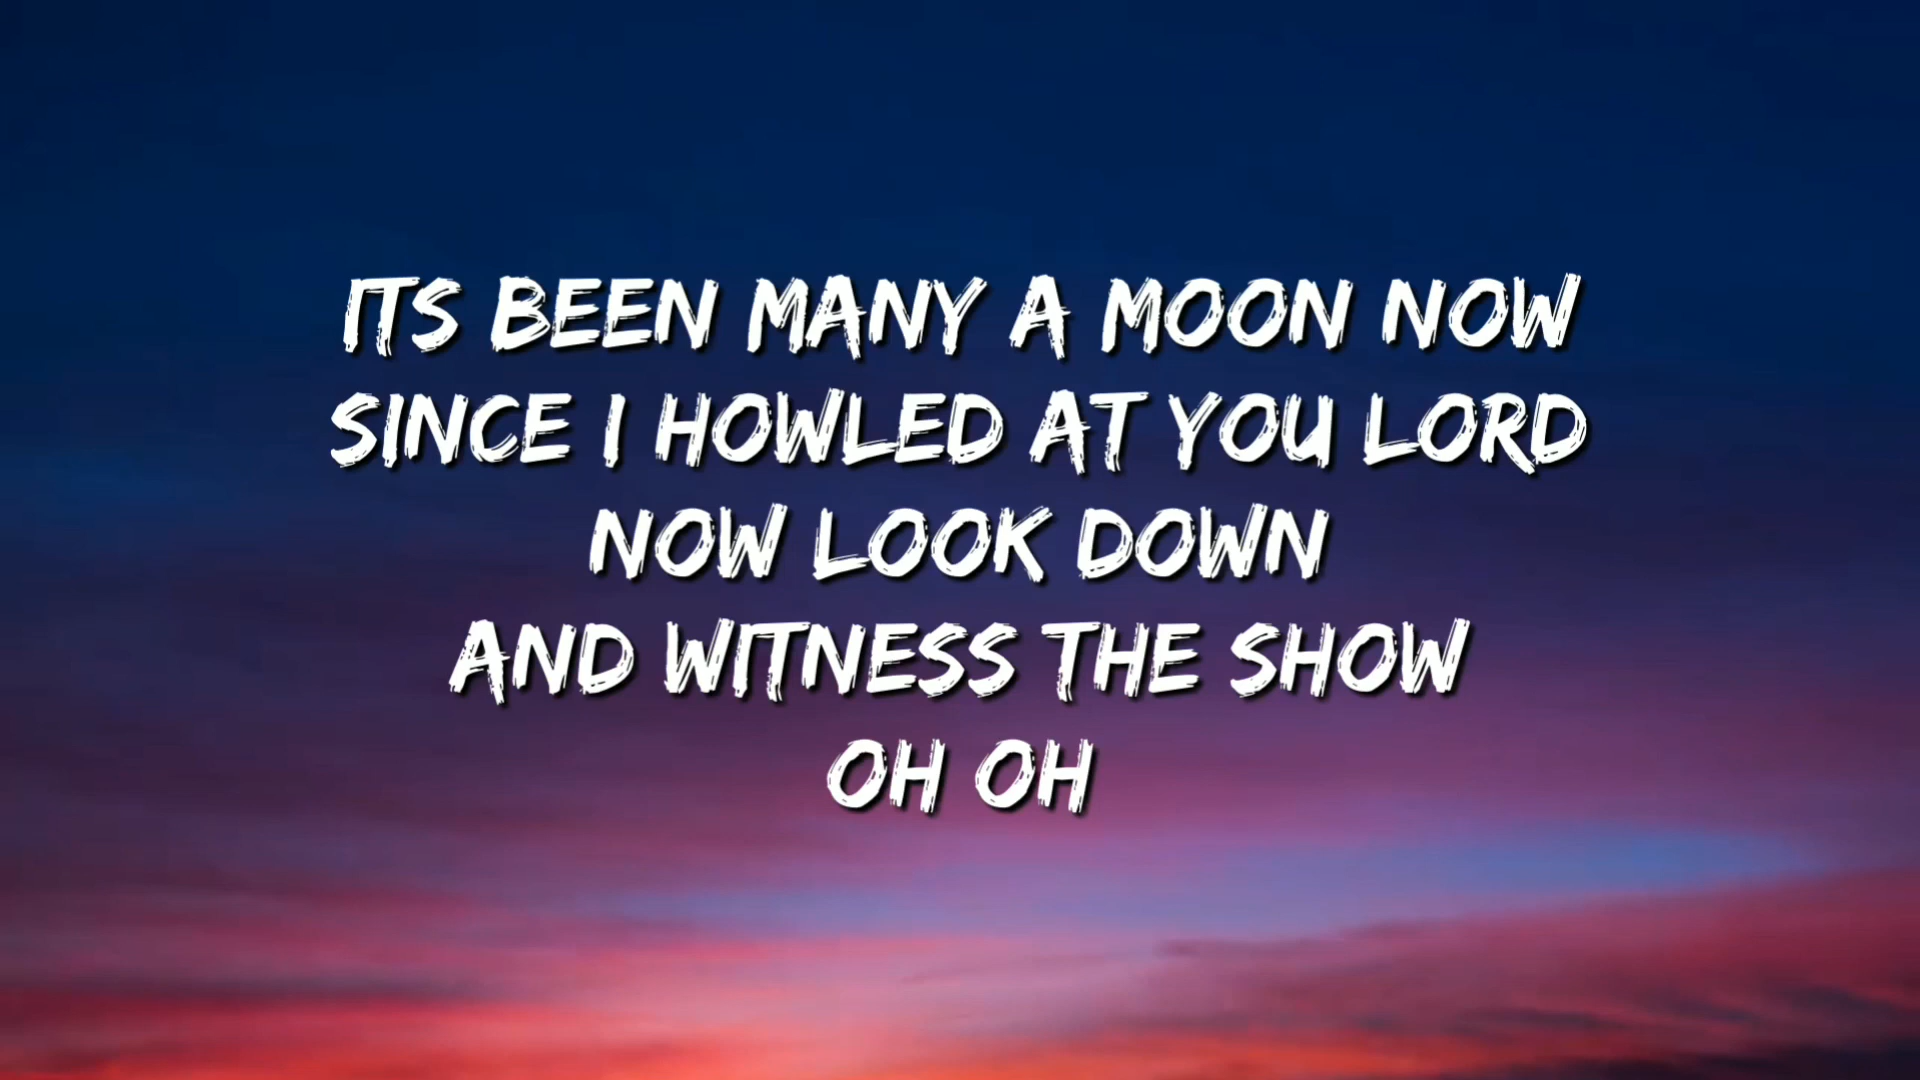 ITS BEEN MANY A MOON NOW
SINCE I HOWLED AT YOU LORD
NOW LOOK DOWN
AND WITNESS THE SHOW
OH OH